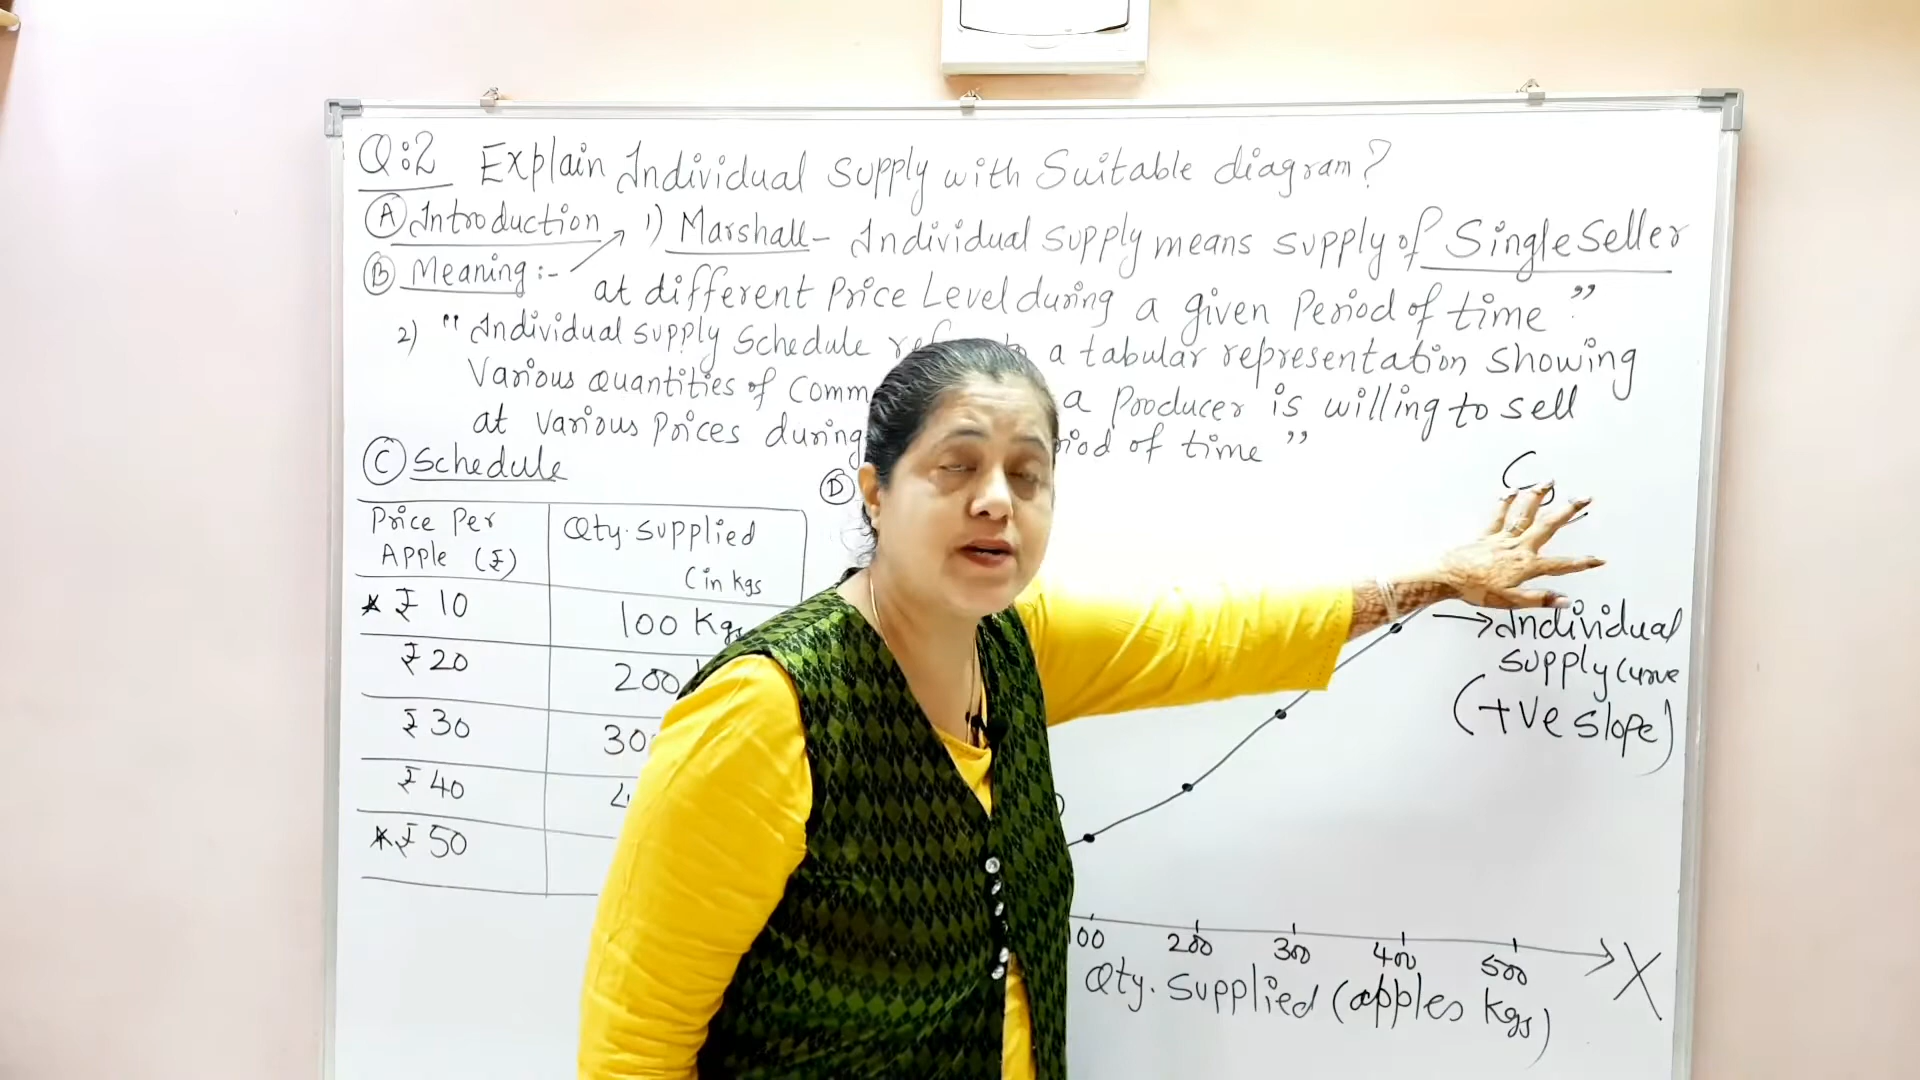 Q:2 Explain Individual Supply with Suitable diagram?
(A) Introduction
1) Marshall - Individual supply means supply of Single Seller
(B) Meaning :-
at different Price Level during a given Period of time "
2) " Individual supply Schedule a tabular representation showing
Various quantities of a Producer is willing to sell
at various Prices during of time "
(C) Schedule
(D)
Price Per
Apple (₹)
Qty. Supplied
(in kgs
* ₹ 10
100 Kgs
₹ 20
200
₹ 30
₹ 40
* ₹ 50
→ Individual
supply curve
(+ve slope)
200 300 400 500
X
Qty. Supplied (apples kgs)